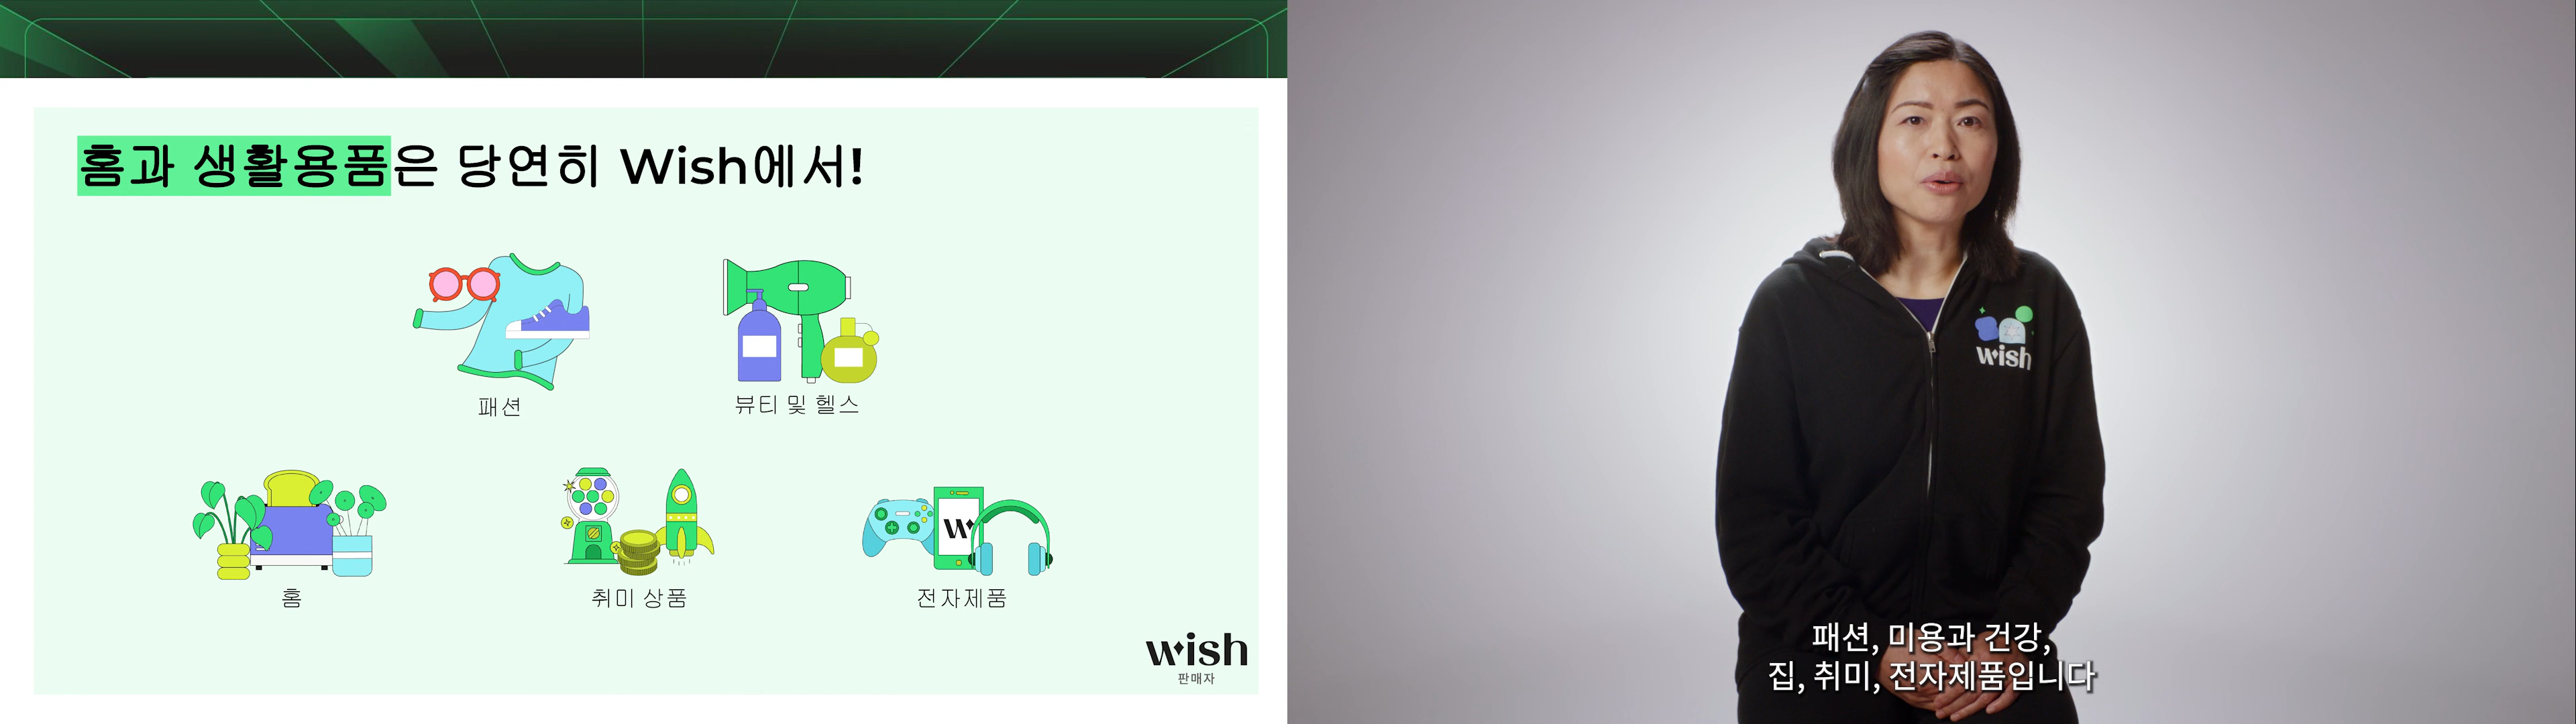 홈과 생활용품은 당연히 Wish에서!
패션
뷰티 및 헬스
홈
취미 상품
전자제품
W
wish
판매자
wish
패션, 미용과 건강,
집, 취미, 전자제품입니다